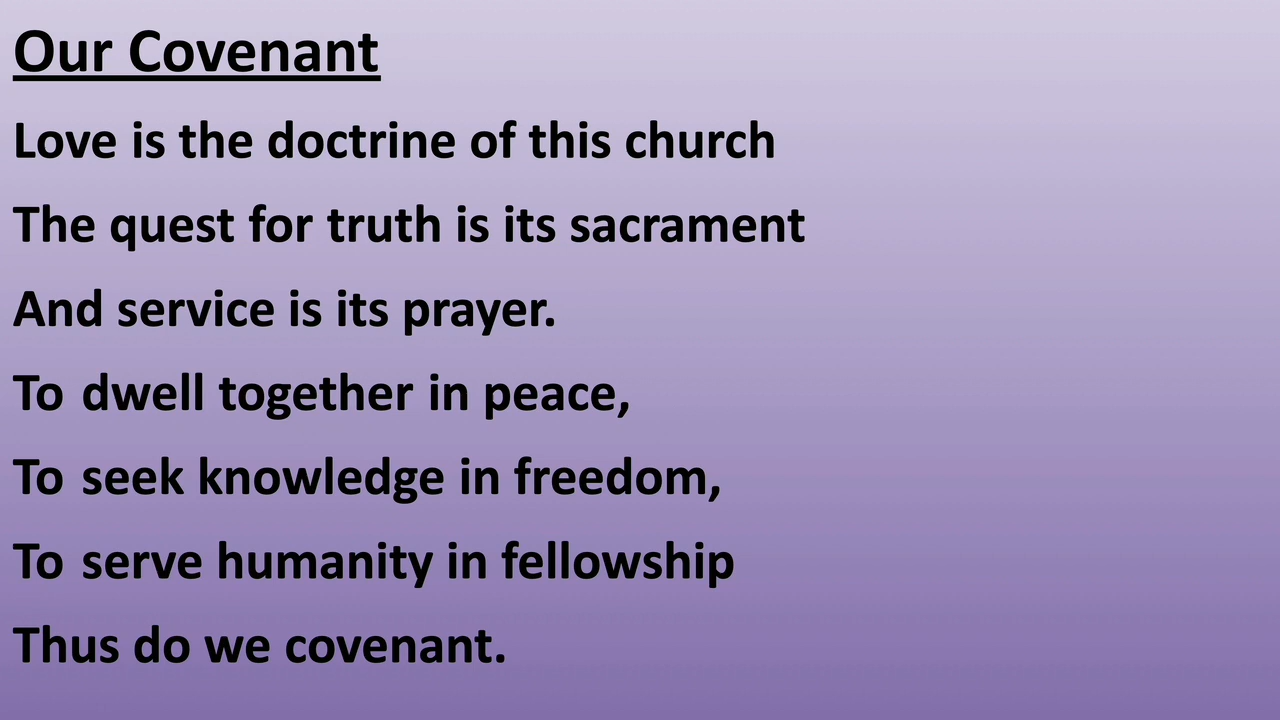 Our Covenant
Love is the doctrine of this church
The quest for truth is its sacrament
And service is its prayer.
To dwell together in peace,
To seek knowledge in freedom,
To serve humanity in fellowship
Thus do we covenant.